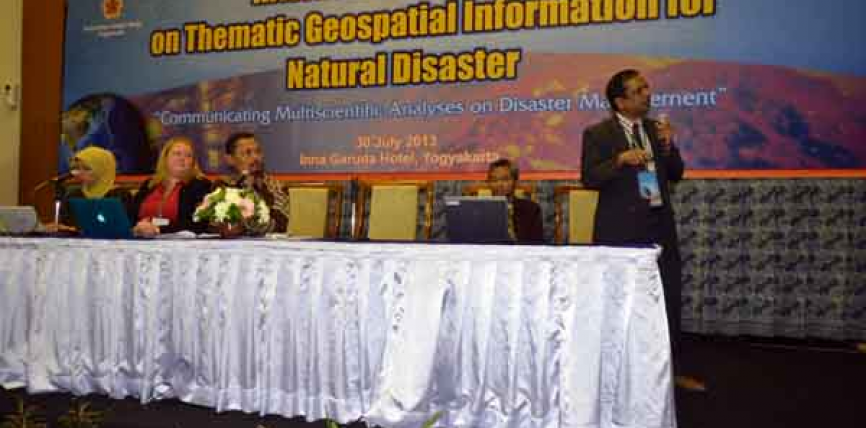 on Thematic Geospatial Information for
Natural Disaster
"Communicating Multiscientific Analyses on Disaster Management"
30 July 2013
Inna Garuda Hotel, Yogyakarta